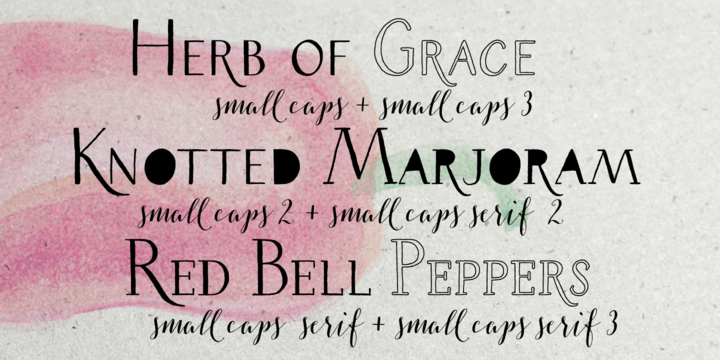 Herb of Grace
small caps + small caps 3
Knotted Marjoram
small caps 2 + small caps serif 2
Red Bell Peppers
small caps serif + small caps serif 3